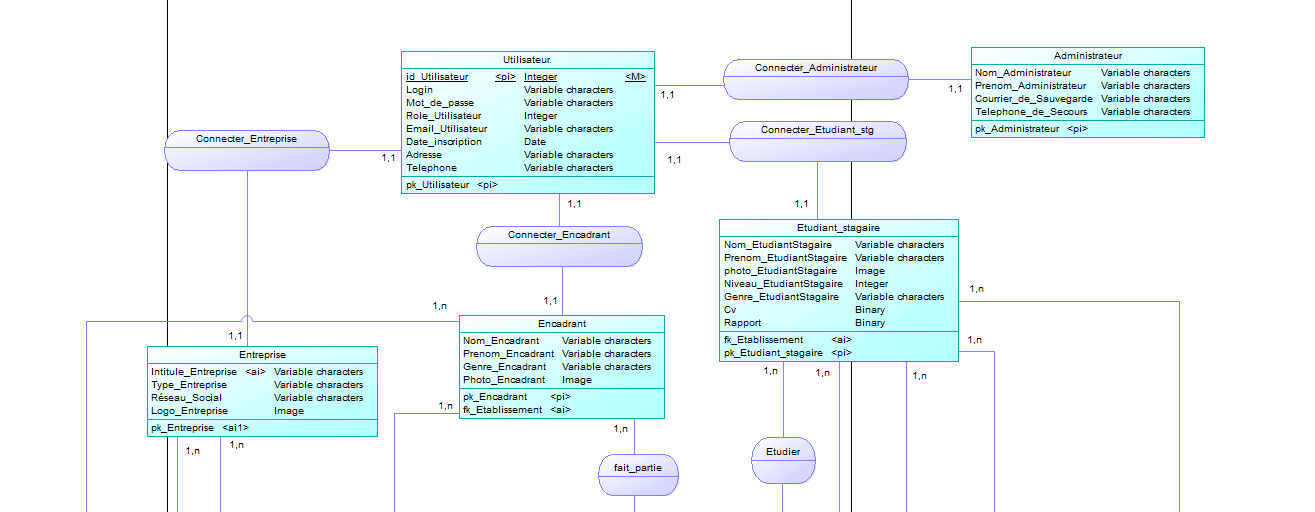 Utilisateur.
id_Utilisateur <pi> Integer <M>
Login Variable characters
Mot_de_passe Variable characters
Role_Utilisateur Integer
Email_Utilisateur Variable characters
Date_inscription Date
Adresse Variable characters
Telephone Variable characters
pk_Utilisateur <pi>
Connecter_Administrateur
1,1
1,1
Administrateur
Nom_Administrateur Variable characters
Prenom_Administrateur Variable characters
Courrier_de_Sauvegarde Variable characters
Telephone_de_Secours Variable characters
pk_Administrateur <pi>
Connecter_Entreprise
1,1
Connecter_Etudiant_stg
1,1
1,1
1,1
Connecter_Encadrant
1,1
Etudiant_stagaire
Nom_EtudiantStagaire Variable characters
Prenom_EtudiantStagaire Variable characters
photo_EtudiantStagaire Image
Niveau_EtudiantStagaire Integer
Genre_EtudiantStagaire Variable characters
Cv Binary
Rapport Binary
fk_Etablissement <ai>
pk_Etudiant_stagaire <pi>
1,n
1,n
1,n
1,n
1,n
1,n
Encadrant
Nom_Encadrant Variable characters
Prenom_Encadrant Variable characters
Genre_Encadrant Variable characters
Photo_Encadrant Image
pk_Encadrant <pi>
fk_Etablissement <ai>
1,n
1,n
1,1
Entreprise
Intitule_Entreprise <ai> Variable characters
Type_Entreprise Variable characters
Réseau_Social Variable characters
Logo_Entreprise Image
pk_Entreprise <ai1>
1,n
1,n
fait_partie
Etudier